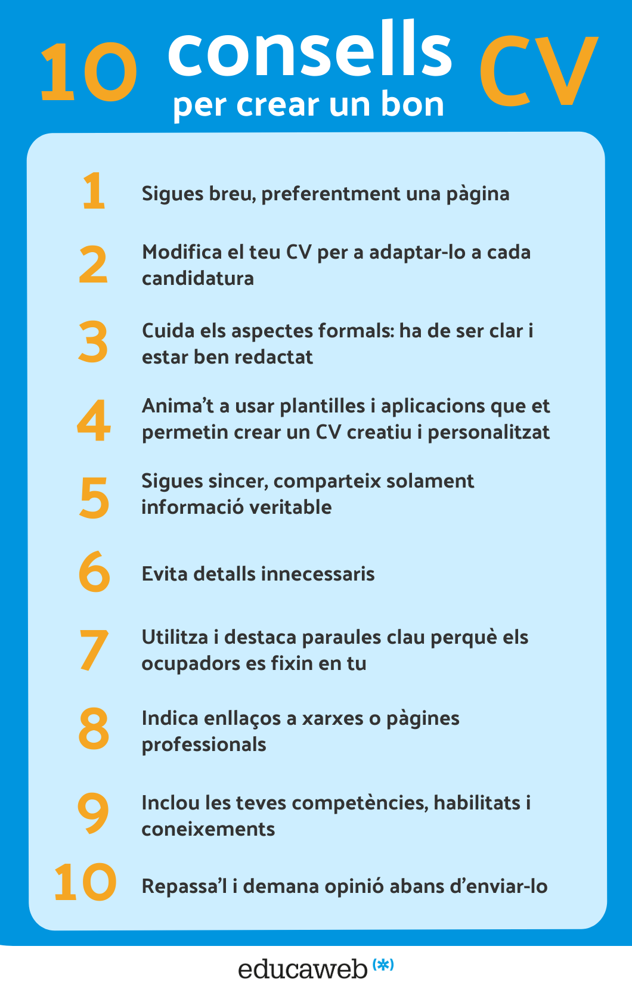 10 consells CV
per crear un bon
1 Sigues breu, preferentment una pàgina
2 Modifica el teu CV per a adaptar-lo a cada
candidatura
3 Cuida els aspectes formals: ha de ser clar i
estar ben redactat
4 Anima’t a usar plantilles i aplicacions que et
permetin crear un CV creatiu i personalitzat
5 Sigues sincer, comparteix solament
informació veritable
6 Evita detalls innecessaris
7 Utilitza i destaca paraules clau perquè els
ocupadors es fixin en tu
8 Indica enllaços a xarxes o pàgines
professionals
9 Inclou les teves competències, habilitats i
coneixements
10 Repassa’l i demana opinió abans d’enviar-lo
educaweb (*)